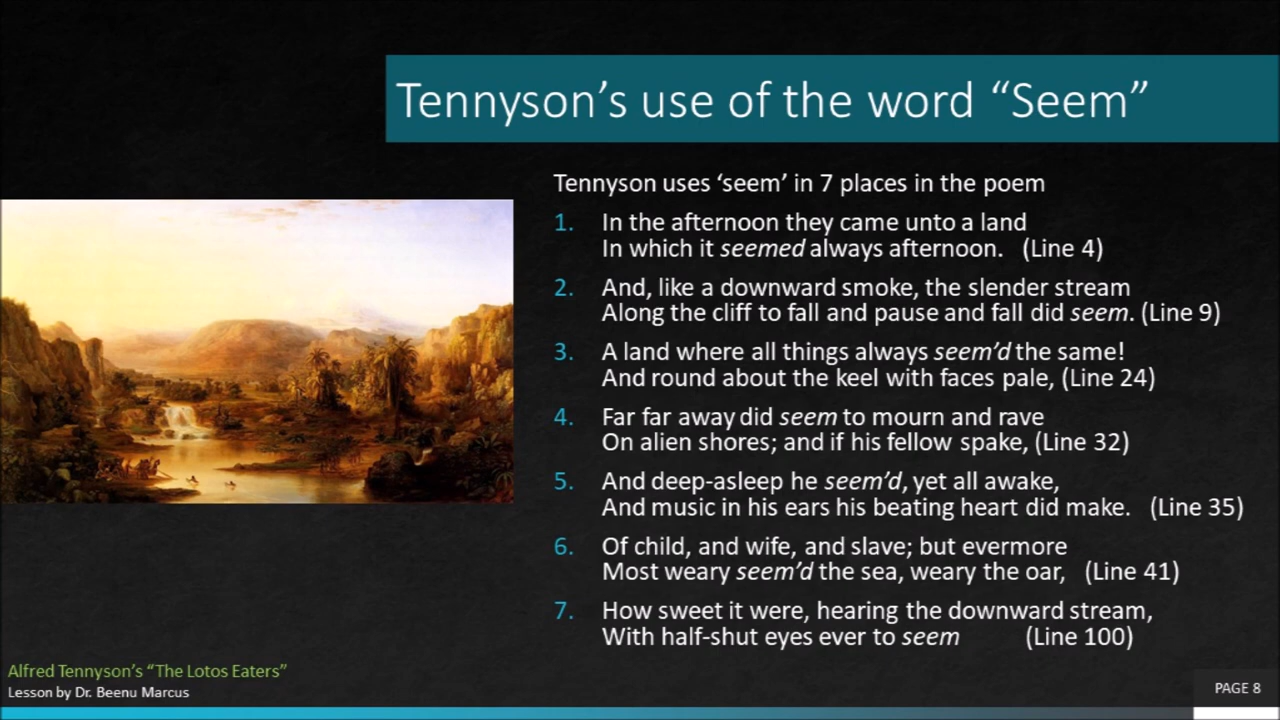 Tennyson’s use of the word “Seem”
Tennyson uses ‘seem’ in 7 places in the poem
1. In the afternoon they came unto a land
In which it seemed always afternoon. (Line 4)
2. And, like a downward smoke, the slender stream
Along the cliff to fall and pause and fall did seem. (Line 9)
3. A land where all things always seem’d the same!
And round about the keel with faces pale, (Line 24)
4. Far far away did seem to mourn and rave
On alien shores; and if his fellow spake, (Line 32)
5. And deep-asleep he seem’d, yet all awake,
And music in his ears his beating heart did make. (Line 35)
6. Of child, and wife, and slave; but evermore
Most weary seem’d the sea, weary the oar, (Line 41)
7. How sweet it were, hearing the downward stream,
With half-shut eyes ever to seem (Line 100)
Alfred Tennyson’s “The Lotos Eaters”
Lesson by Dr. Beenu Marcus
PAGE 8